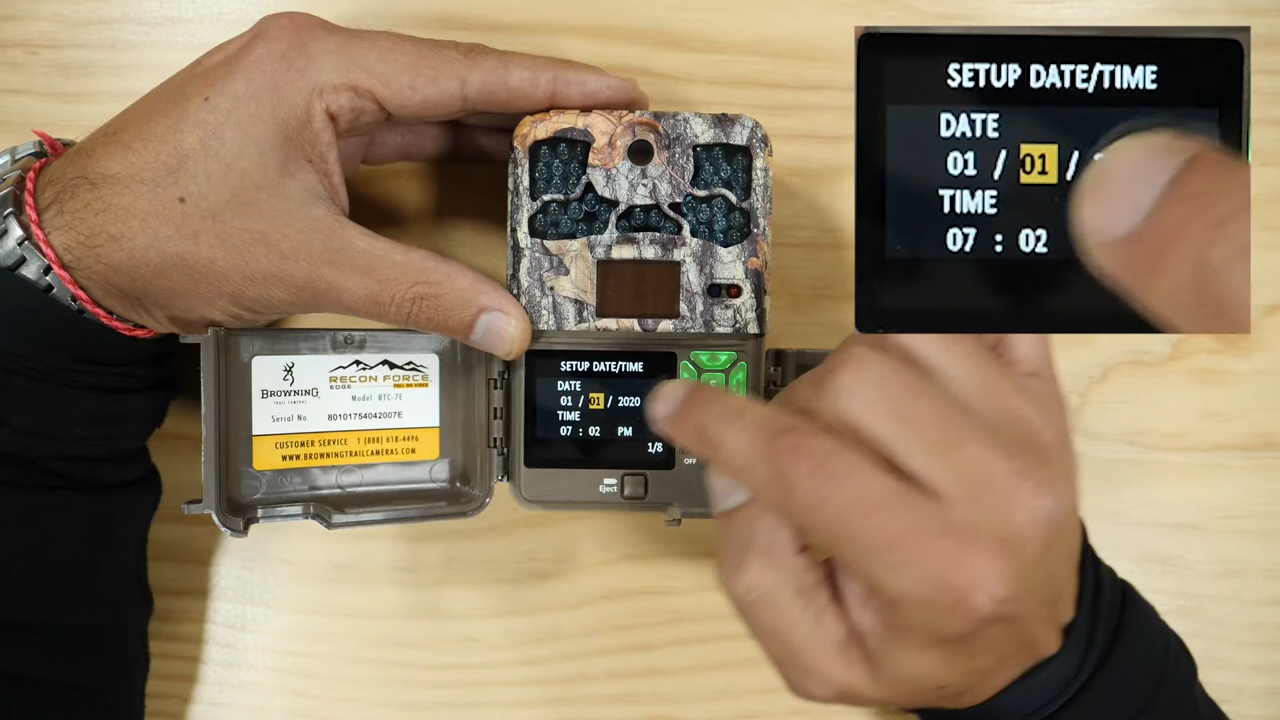 SETUP DATE/TIME
DATE
01 / 01 /
TIME
07 : 02
SETUP DATE/TIME
DATE
01 / 01 / 2020
TIME
07 : 02 PM
1/8
OFF
Eject
BROWNING
TRAIL CAMERAS
RECON FORCE
EDGE
Model BTC-7E
Serial No. 80101754042007E
CUSTOMER SERVICE 1 (888) 618-4496
WWW.BROWNINGTRAILCAMERAS.COM